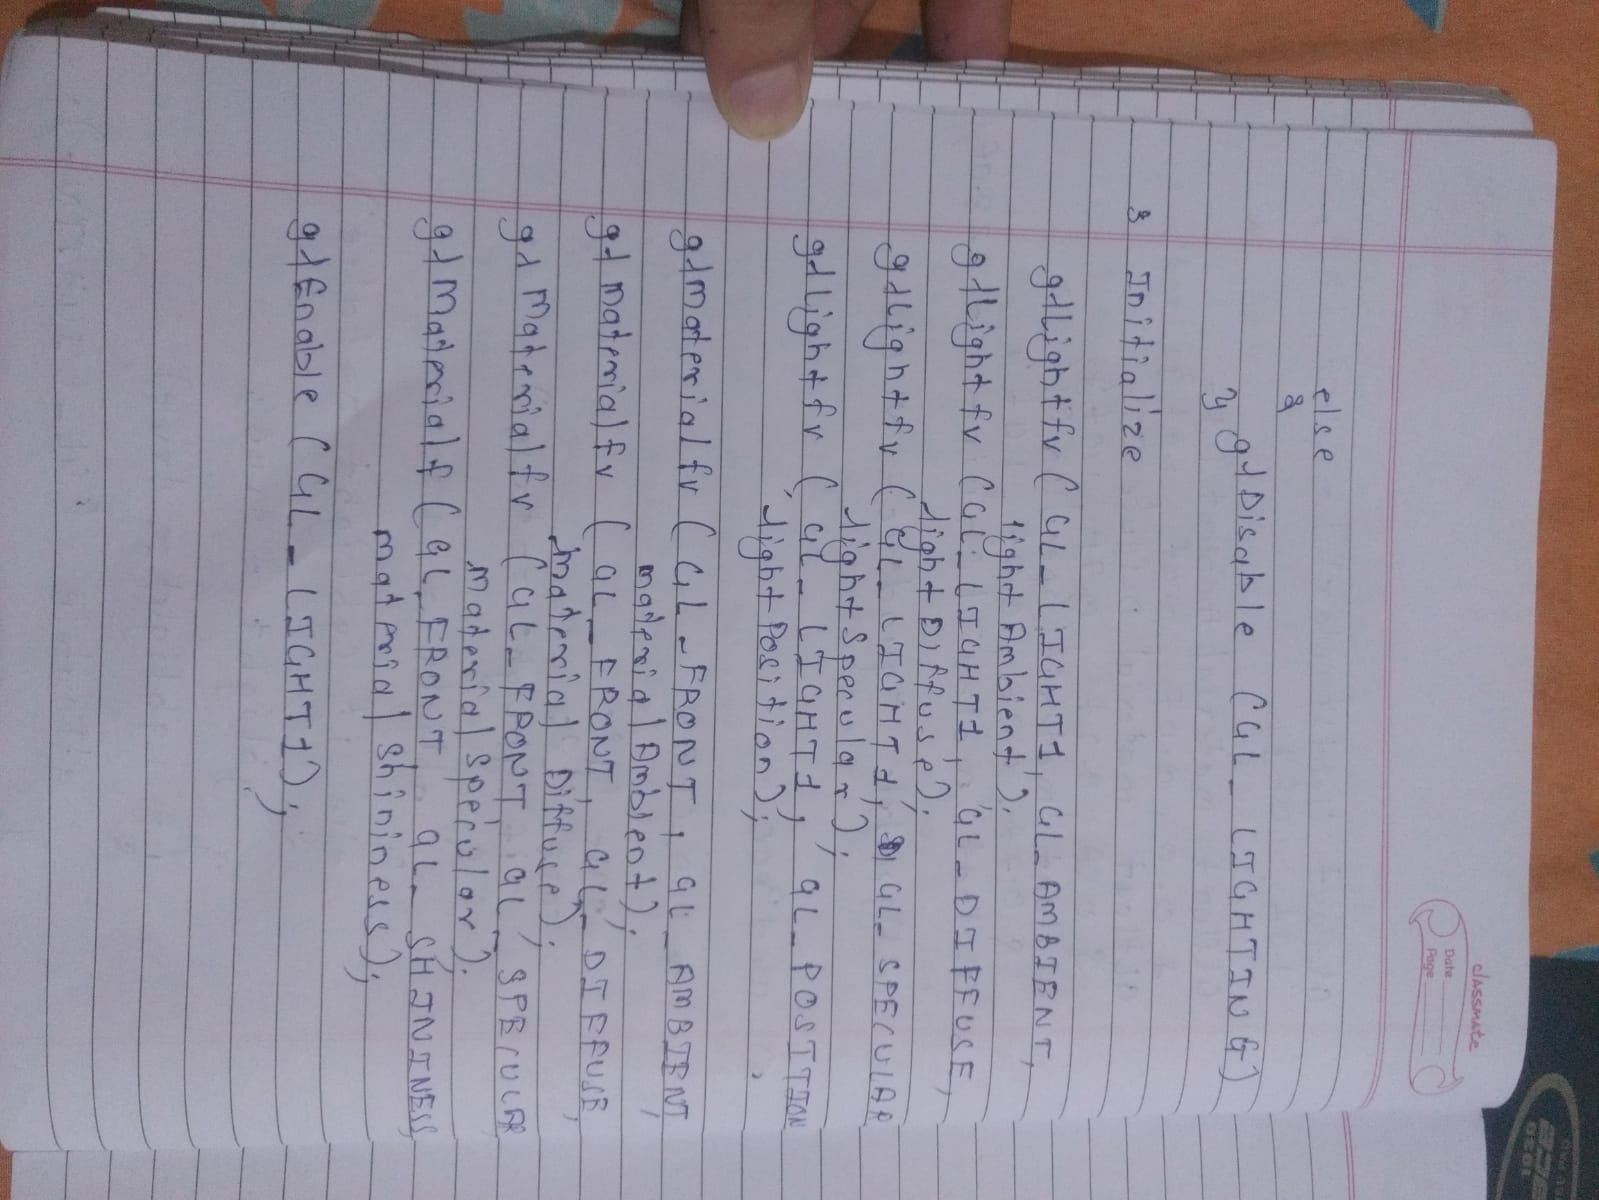 classmate
Date
Page
else
{
glDisable (GL_LIGHTING)
}
3 Initialize
glLightfv ( GL_LIGHT1, GL_AMBIENT,
lightAmbient );
glLightfv (GL_LIGHT1, GL_DIFFUSE,
lightDiffuse);
glLightfv ( GL_LIGHT1, GL_SPECULAR
lightSpecular);
glLightfv ( GL_LIGHT1, GL_POSITION,
lightPosition);
glMaterialfv ( GL_FRONT, GL_AMBIENT,
materialAmbient);
glMaterialfv ( GL_FRONT, GL_DIFFUSE,
material Diffuse);
glMaterialfv (GL_FRONT, GL_SPECULAR
MaterialSpecular);
glMaterialf (GL_FRONT, GL_SHININESS,
materialShininess);
glEnable (GL_LIGHT1);